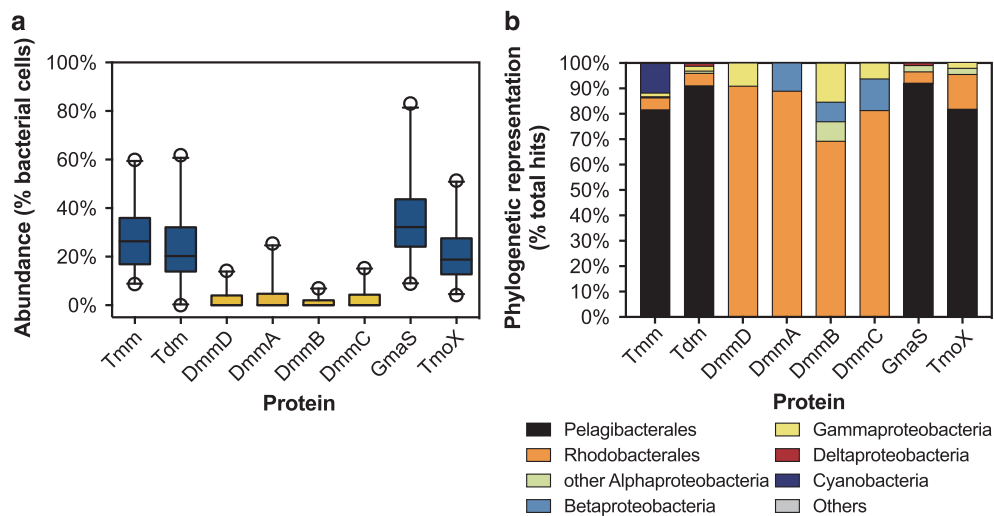 a
Abundance (% bacterial cells)
100%
80%
60%
40%
20%
0%
Tmm
Tdm
DmmD
DmmA
DmmB
DmmC
GmaS
TmoX
Protein
b
Phylogenetic representation
(% total hits)
100%
90%
80%
70%
60%
50%
40%
30%
20%
10%
0%
Tmm
Tdm
DmmD
DmmA
DmmB
DmmC
GmaS
TmoX
Protein
Pelagibacterales
Rhodobacterales
other Alphaproteobacteria
Betaproteobacteria
Gammaproteobacteria
Deltaproteobacteria
Cyanobacteria
Others